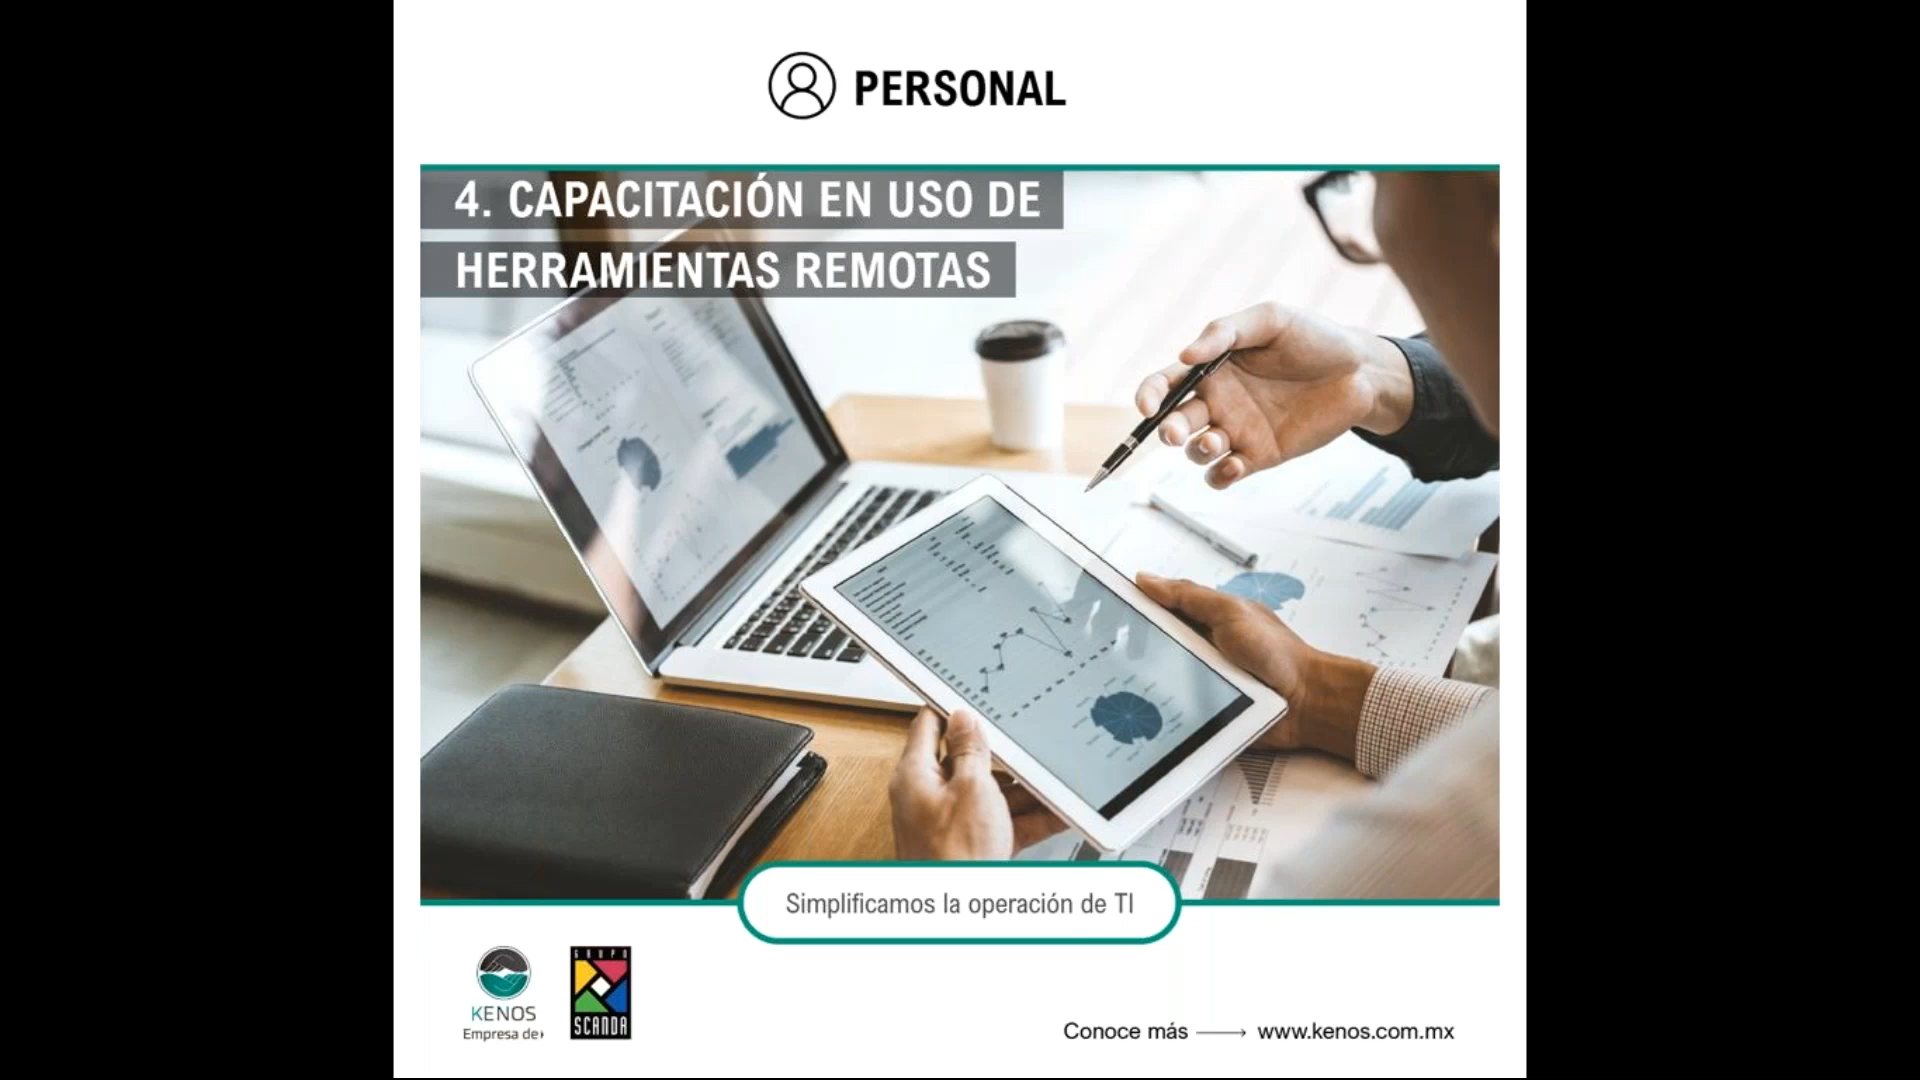 PERSONAL
4. CAPACITACIÓN EN USO DE
HERRAMIENTAS REMOTAS
Simplificamos la operación de TI
KENOS
Empresa de
GRUPO
SCANDA
Conoce más
www.kenos.com.mx